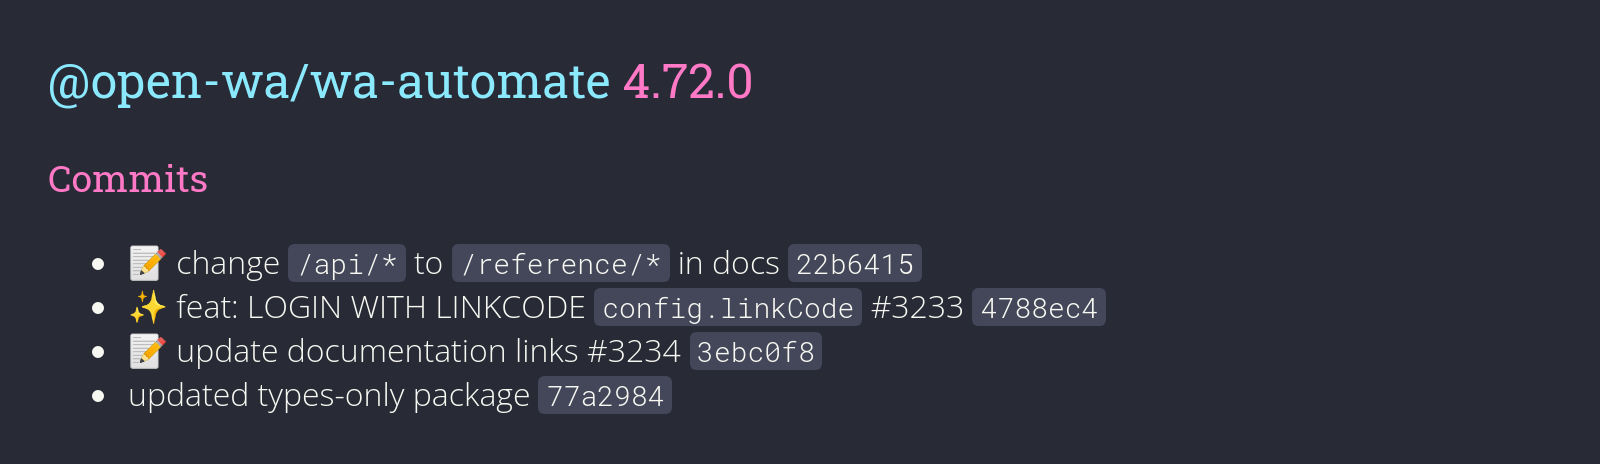 @open-wa/wa-automate 4.72.0
Commits
📝 change /api/* to /reference/* in docs 22b6415
✨ feat: LOGIN WITH LINKCODE config.linkCode #3233 4788ec4
📝 update documentation links #3234 3ebc0f8
updated types-only package 77a2984